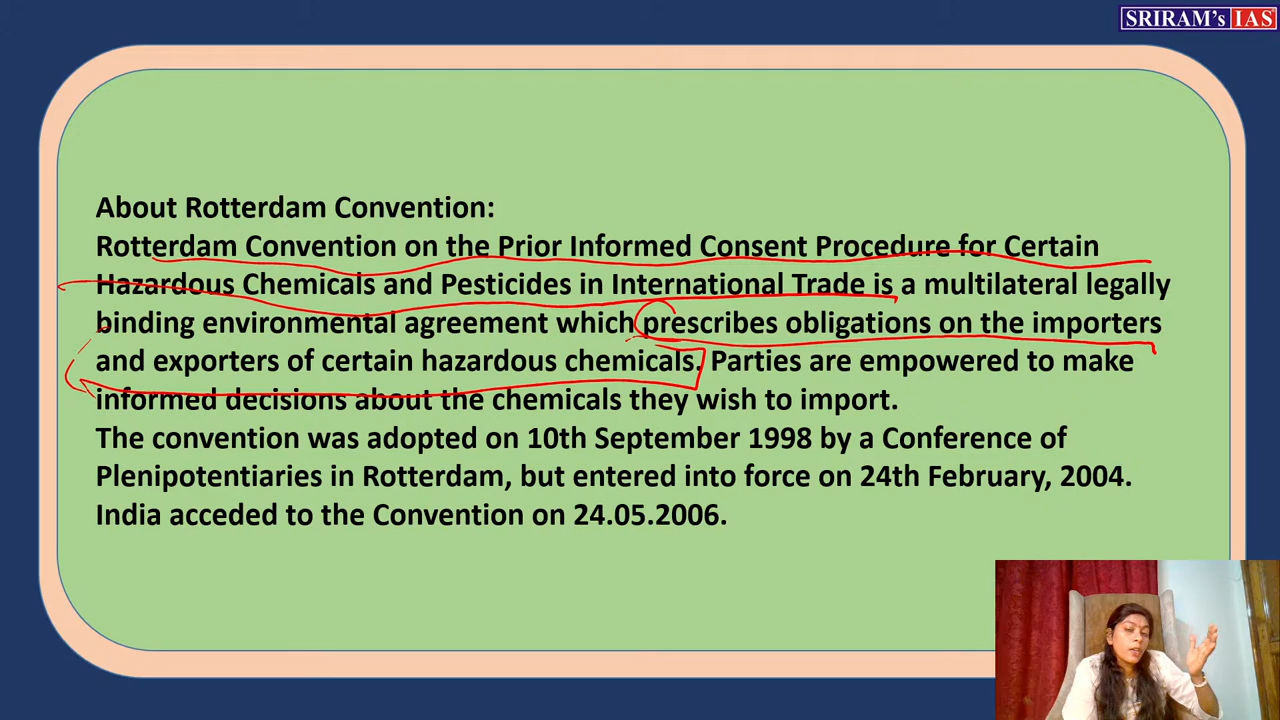 SRIRAM's IAS
About Rotterdam Convention:
Rotterdam Convention on the Prior Informed Consent Procedure for Certain
Hazardous Chemicals and Pesticides in International Trade is a multilateral legally
binding environmental agreement which prescribes obligations on the importers
and exporters of certain hazardous chemicals. Parties are empowered to make
informed decisions about the chemicals they wish to import.
The convention was adopted on 10th September 1998 by a Conference of
Plenipotentiaries in Rotterdam, but entered into force on 24th February, 2004.
India acceded to the Convention on 24.05.2006.